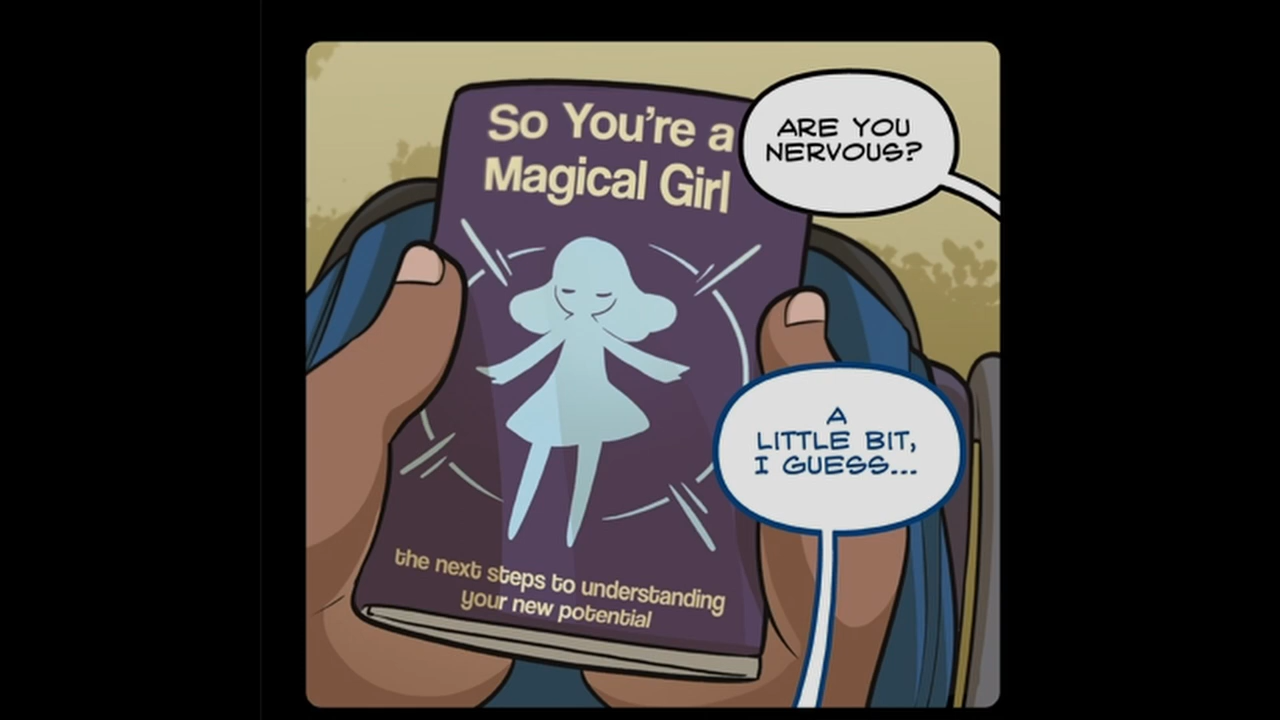 So You're a
Magical Girl
ARE YOU
NERVOUS?
A
LITTLE BIT,
I GUESS...
the next steps to understanding
your new potential